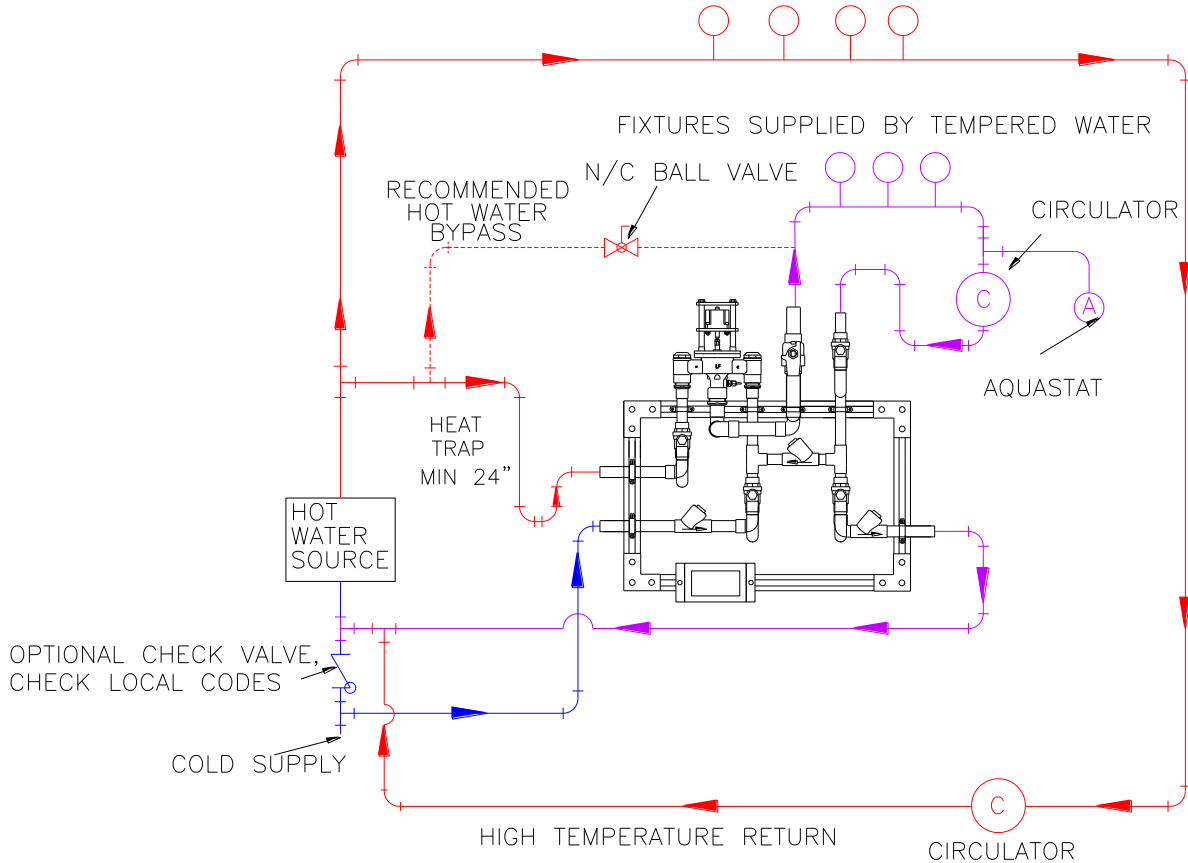 FIXTURES SUPPLIED BY TEMPERED WATER
N/C BALL VALVE
RECOMMENDED
HOT WATER
BYPASS
CIRCULATOR
C
A
AQUASTAT
HEAT
TRAP
MIN 24”
HOT
WATER
SOURCE
OPTIONAL CHECK VALVE,
CHECK LOCAL CODES
COLD SUPPLY
C
HIGH TEMPERATURE RETURN
CIRCULATOR